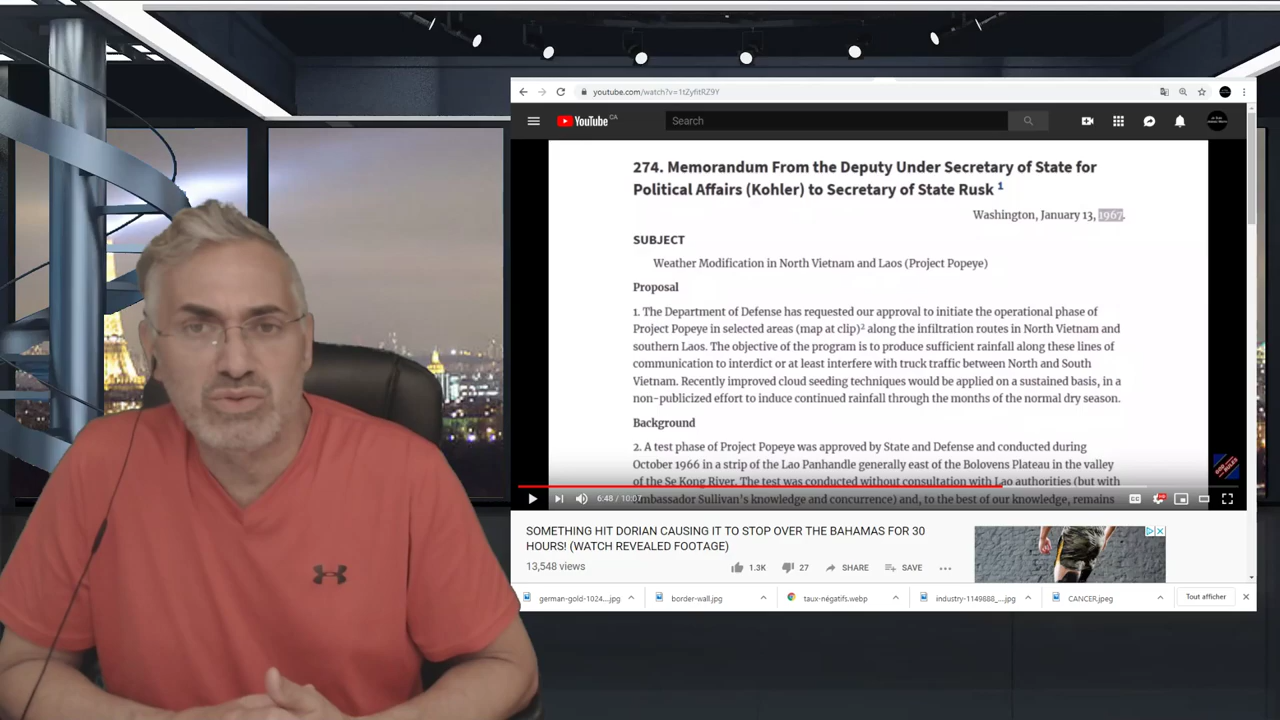 youtube.com/watch?v=1tZyfitRZ9Y
YouTube CA
Search
274. Memorandum From the Deputy Under Secretary of State for
Political Affairs (Kohler) to Secretary of State Rusk 1
Washington, January 13, 1967.
SUBJECT
Weather Modification in North Vietnam and Laos (Project Popeye)
Proposal
1. The Department of Defense has requested our approval to initiate the operational phase of
Project Popeye in selected areas (map at clip)2 along the infiltration routes in North Vietnam and
southern Laos. The objective of the program is to produce sufficient rainfall along these lines of
communication to interdict or at least interfere with truck traffic between North and South
Vietnam. Recently improved cloud seeding techniques would be applied on a sustained basis, in a
non-publicized effort to induce continued rainfall through the months of the normal dry season.
Background
2. A test phase of Project Popeye was approved by State and Defense and conducted during
October 1966 in a strip of the Lao Panhandle generally east of the Bolovens Plateau in the valley
of the Se Kong River. The test was conducted without consultation with Lao authorities (but with
Ambassador Sullivan's knowledge and concurrence) and, to the best of our knowledge, remains
6:48 / 10:07
SOMETHING HIT DORIAN CAUSING IT TO STOP OVER THE BAHAMAS FOR 30
HOURS! (WATCH REVEALED FOOTAGE)
13,548 views
1.3K
27
SHARE
SAVE
german-gold-1024....jpg
border-wall.jpg
taux-négatifs.webp
industry-1149888_....jpg
CANCER.jpeg
Tout afficher